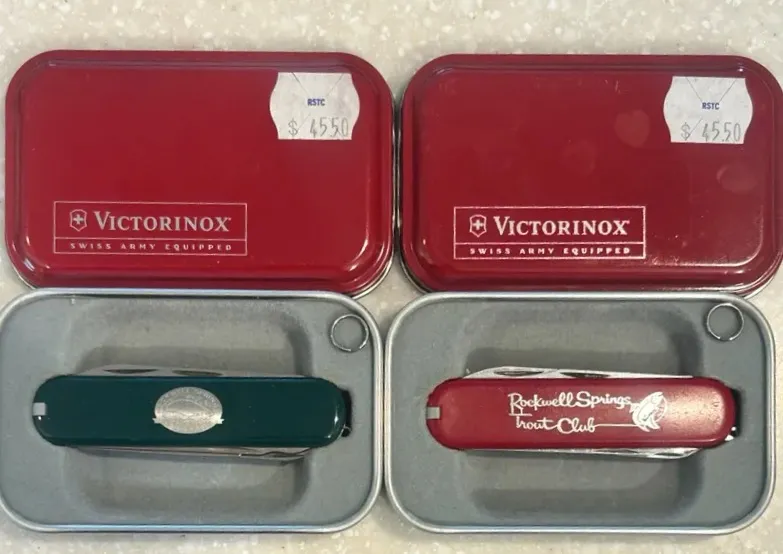 RSTC
$ 45.50
RSTC
$ 45.50
VICTORINOX
SWISS ARMY EQUIPPED
VICTORINOX
SWISS ARMY EQUIPPED
Rockwell Springs
Trout Club